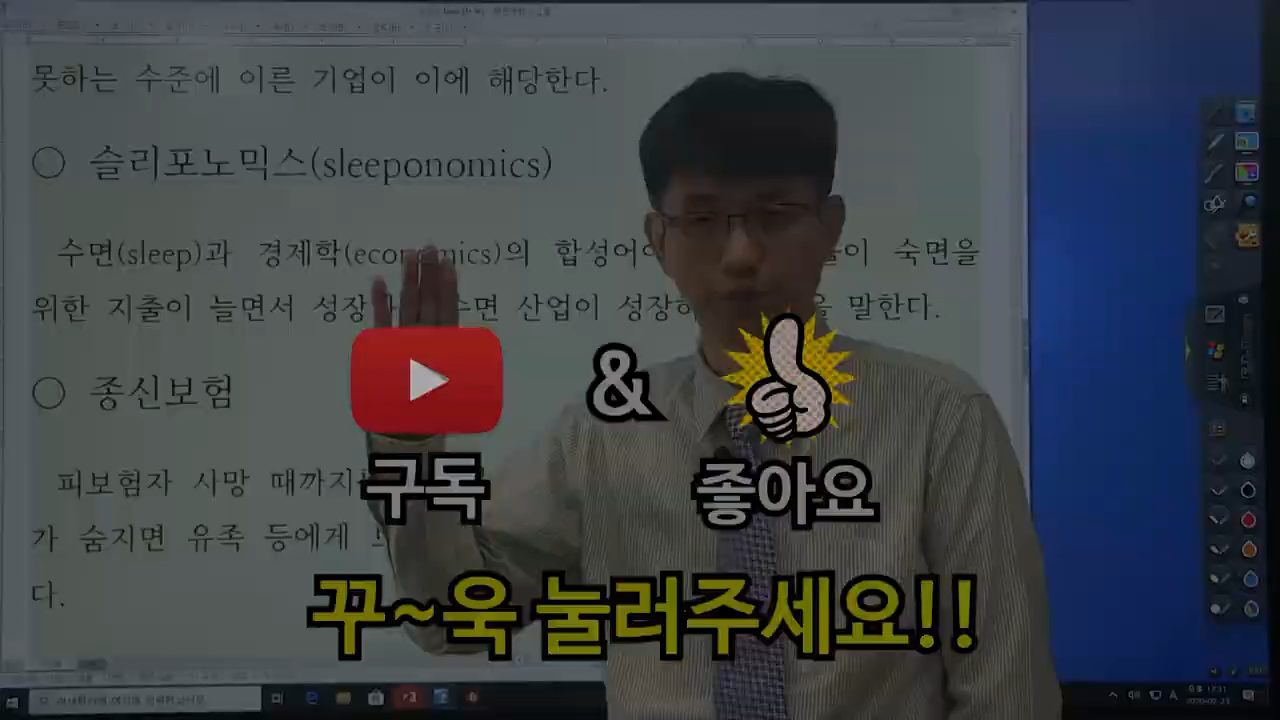 못하는 수준에 이른 기업이 이에 해당한다.
○ 슬리포노믹스(sleeponomics)
수면(sleep)과 경제학(economics)의 합성어 숙면을
위한 지출이 늘면서 성장 수면 산업이 성장 말한다.
○ 종신보험
피보험자 사망 때까지
가 숨지면 유족 등에게
다.
&
구독 좋아요
꾸~욱 눌러주세요!!